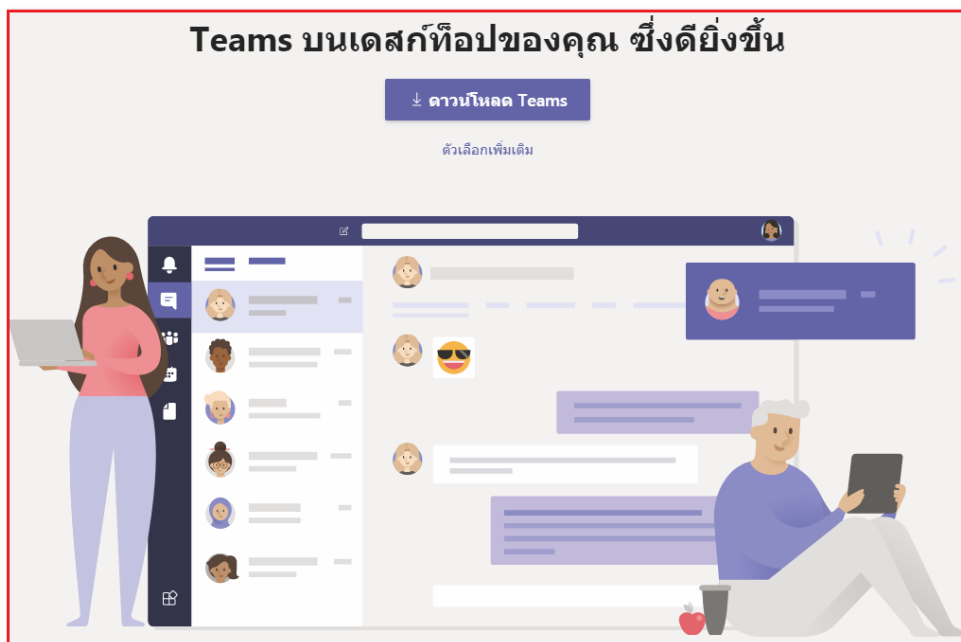 Teams บนเดสก์ท็อปของคุณ ซึ่งดียิ่งขึ้น
ดาวน์โหลด Teams
ตัวเลือกเพิ่มเติม